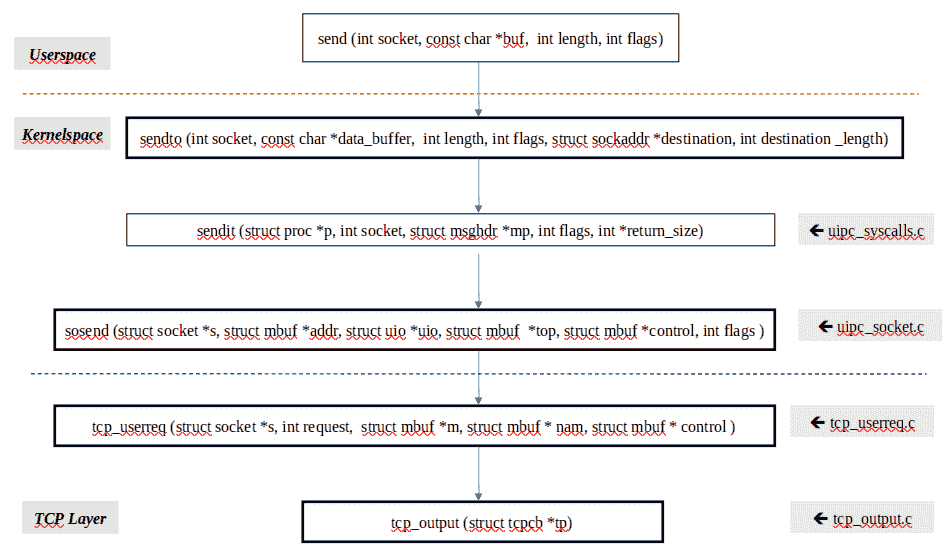 send (int socket, const char *buf, int length, int flags)
Userspace
Kernelspace
sendto (int socket, const char *data_buffer, int length, int flags, struct sockaddr *destination, int destination _length)
sendit (struct proc *p, int socket, struct msghdr *mp, int flags, int *return_size)
← uipc_syscalls.c
sosend (struct socket *s, struct mbuf *addr, struct uio *uio, struct mbuf *top, struct mbuf *control, int flags )
← uipc_socket.c
tcp_userreq (struct socket *s, int request, struct mbuf *m, struct mbuf * nam, struct mbuf * control )
← tcp_userreq.c
TCP Layer
tcp_output (struct tcpcb *tp)
← tcp_output.c